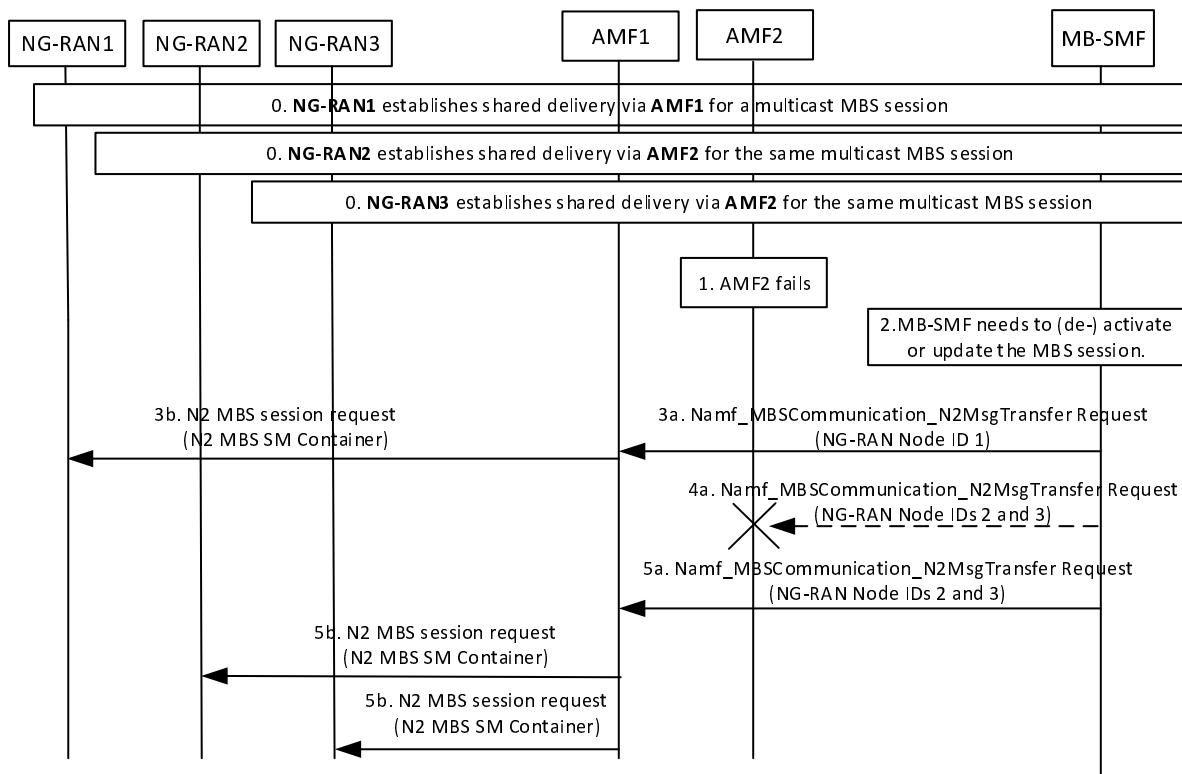 NG-RAN1
NG-RAN2
NG-RAN3
AMF1
AMF2
MB-SMF
0. NG-RAN1 establishes shared delivery via AMF1 for a multicast MBS session
0. NG-RAN2 establishes shared delivery via AMF2 for the same multicast MBS session
0. NG-RAN3 establishes shared delivery via AMF2 for the same multicast MBS session
1. AMF2 fails
2.MB-SMF needs to (de-) activate
or update the MBS session.
3b. N2 MBS session request
(N2 MBS SM Container)
3a. Namf_MBSCommunication_N2MsgTransfer Request
(NG-RAN Node ID 1)
4a. Namf_MBSCommunication_N2MsgTransfer Request
(NG-RAN Node IDs 2 and 3)
5a. Namf_MBSCommunication_N2MsgTransfer Request
(NG-RAN Node IDs 2 and 3)
5b. N2 MBS session request
(N2 MBS SM Container)
5b. N2 MBS session request
(N2 MBS SM Container)